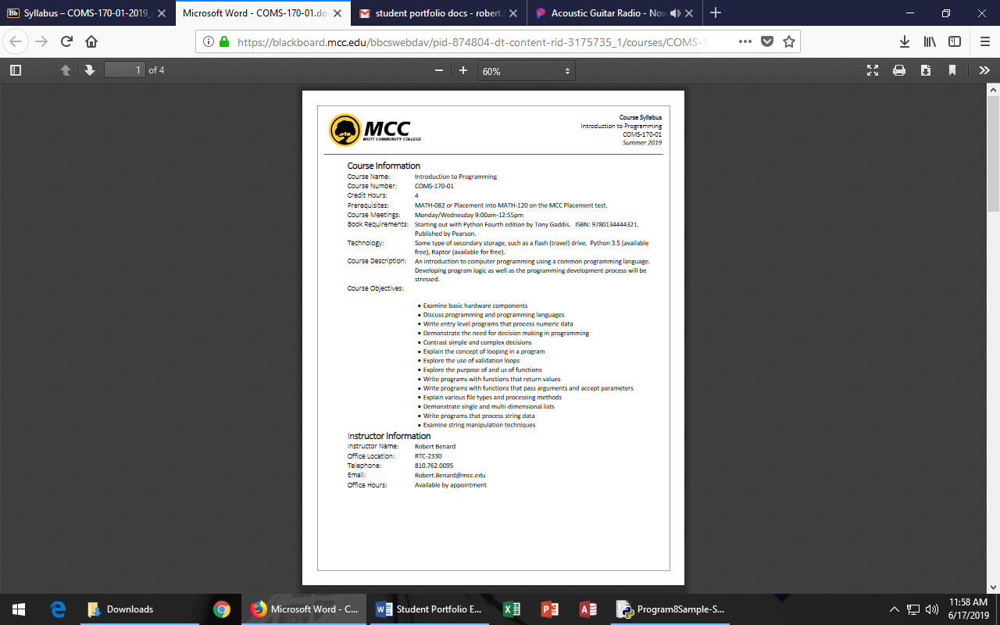 Syllabus – COMS-170-01-2019_
Microsoft Word - COMS-170-01.do
student portfolio docs - robert.
Acoustic Guitar Radio - Now
https://blackboard.mcc.edu/bbcswebdav/pid-874804-dt-content-rid-3175735_1/courses/COMS-1
1 of 4
60%
MCC
MOTT COMMUNITY COLLEGE
Course Syllabus
Introduction to Programming
COMS-170-01
Summer 2019
Course Information
Course Name: Introduction to Programming
Course Number: COMS-170-01
Credit Hours: 4
Prerequisites: MATH-082 or Placement into MATH-120 on the MCC Placement test.
Course Meetings: Monday/Wednesday 9:00am-12:55pm
Book Requirements: Starting out with Python Fourth edition by Tony Gaddis. ISBN: 9780134444321.
Published by Pearson.
Technology: Some type of secondary storage, such as a flash (travel) drive. Python 3.5 (available
free), Raptor (available for free).
Course Description: An introduction to computer programming using a common programming language.
Developing program logic as well as the programming development process will be
stressed.
Course Objectives:
• Examine basic hardware components
• Discuss programming and programming languages
• Write entry level programs that process numeric data
• Demonstrate the need for decision making in programming
• Contrast simple and complex decisions
• Explain the concept of looping in a program
• Explore the use of validation loops
• Explore the purpose of and us of functions
• Write programs with functions that return values
• Write programs with functions that pass arguments and accept parameters
• Explain various file types and processing methods
• Demonstrate single and multi-dimensional lists
• Write programs that process string data
• Examine string manipulation techniques
Instructor Information
Instructor Name: Robert Benard
Office Location: RTC-2330
Telephone: 810.762.0095
Email: Robert.Benard@mcc.edu
Office Hours: Available by appointment
Downloads
Microsoft Word - C...
Student Portfolio E...
Program8Sample-S...
11:58 AM
6/17/2019